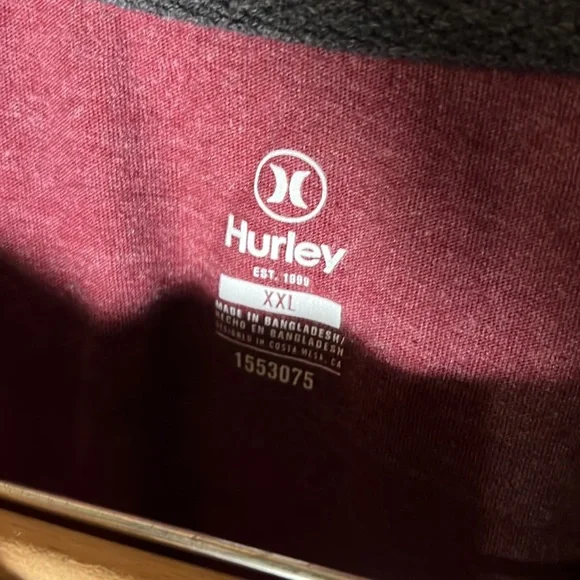 Hurley
EST. 1999
XXL
MADE IN BANGLADESH/
HECHO EN BANGLADESH
DESIGNED IN COSTA MESA, CA
1553075